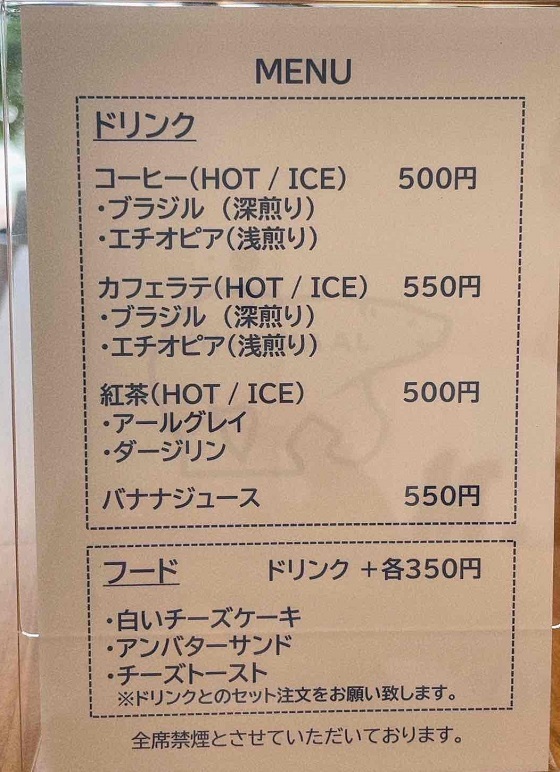 MENU
ドリンク
コーヒー(HOT / ICE) 500円
・ブラジル (深煎り)
・エチオピア(浅煎り)
カフェラテ(HOT / ICE) 550円
・ブラジル (深煎り)
・エチオピア(浅煎り)
紅茶(HOT / ICE) 500円
・アールグレイ
・ダージリン
バナナジュース 550円
フード ドリンク +各350円
・白いチーズケーキ
・アンバターサンド
・チーズトースト
※ドリンクとのセット注文をお願い致します。
全席禁煙とさせていただいております。